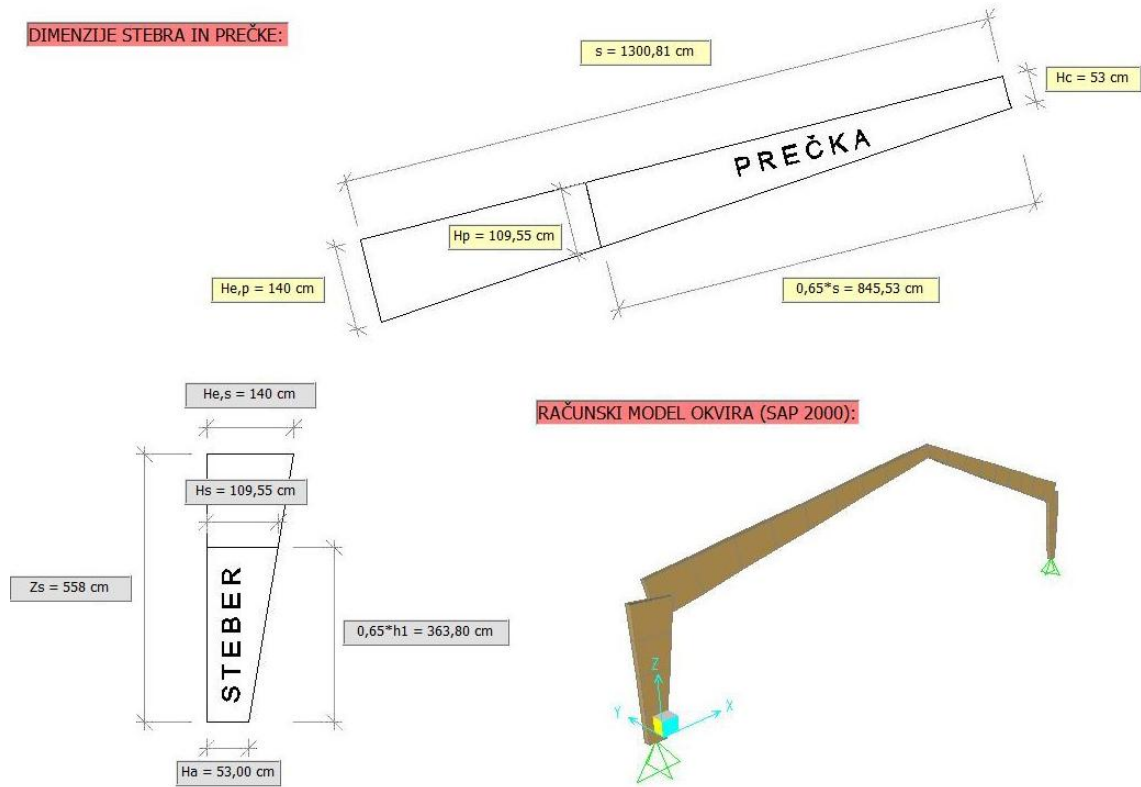 DIMENZIJE STEBRA IN PREČKE:
s = 1300,81 cm
Hc = 53 cm
PREČKA
Hp = 109,55 cm
He,p = 140 cm
0,65*s = 845,53 cm
He,s = 140 cm
RAČUNSKI MODEL OKVIRA (SAP 2000):
Hs = 109,55 cm
Zs = 558 cm
STEBER
0,65*h1 = 363,80 cm
Ha = 53,00 cm
Z
Y
X